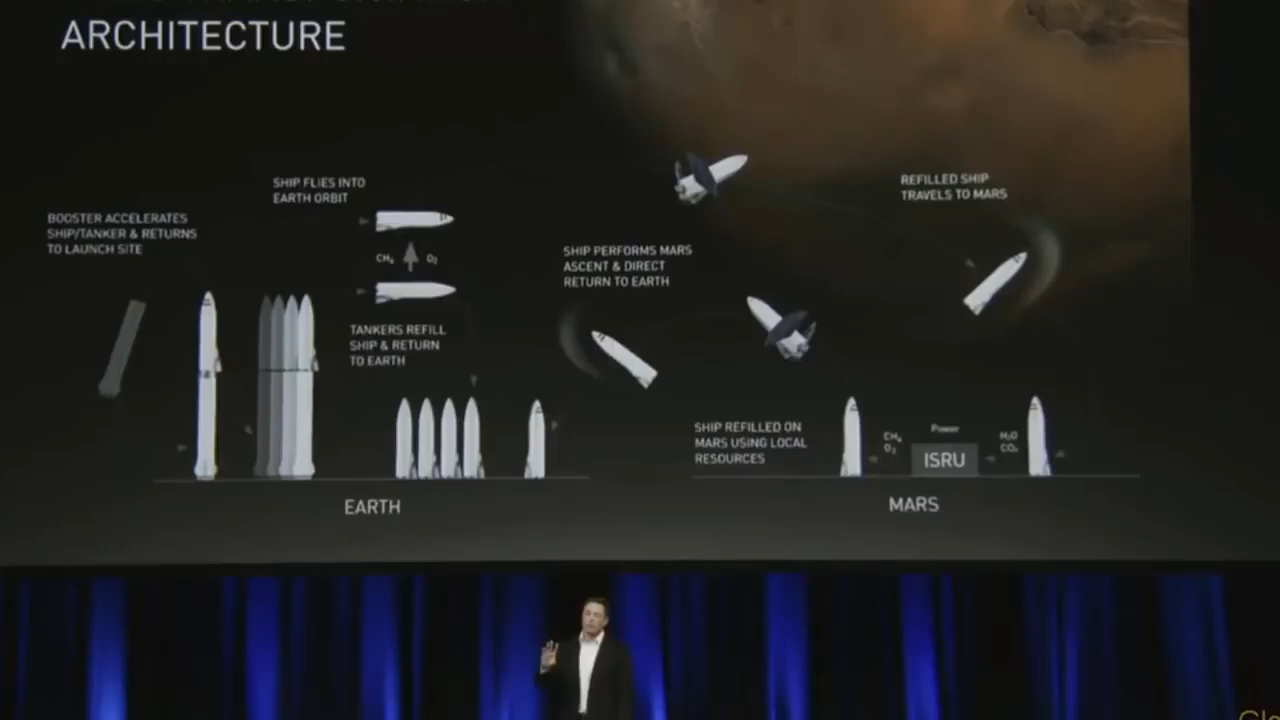 ARCHITECTURE
SHIP FLIES INTO
EARTH ORBIT
BOOSTER ACCELERATES
SHIP/TANKER & RETURNS
TO LAUNCH SITE
CH₄ O₂
TANKERS REFILL
SHIP & RETURN
TO EARTH
SHIP PERFORMS MARS
ASCENT & DIRECT
RETURN TO EARTH
REFILLED SHIP
TRAVELS TO MARS
SHIP REFILLED ON
MARS USING LOCAL
RESOURCES
CH₄
O₂
Power
ISRU
H₂O
CO₂
EARTH
MARS